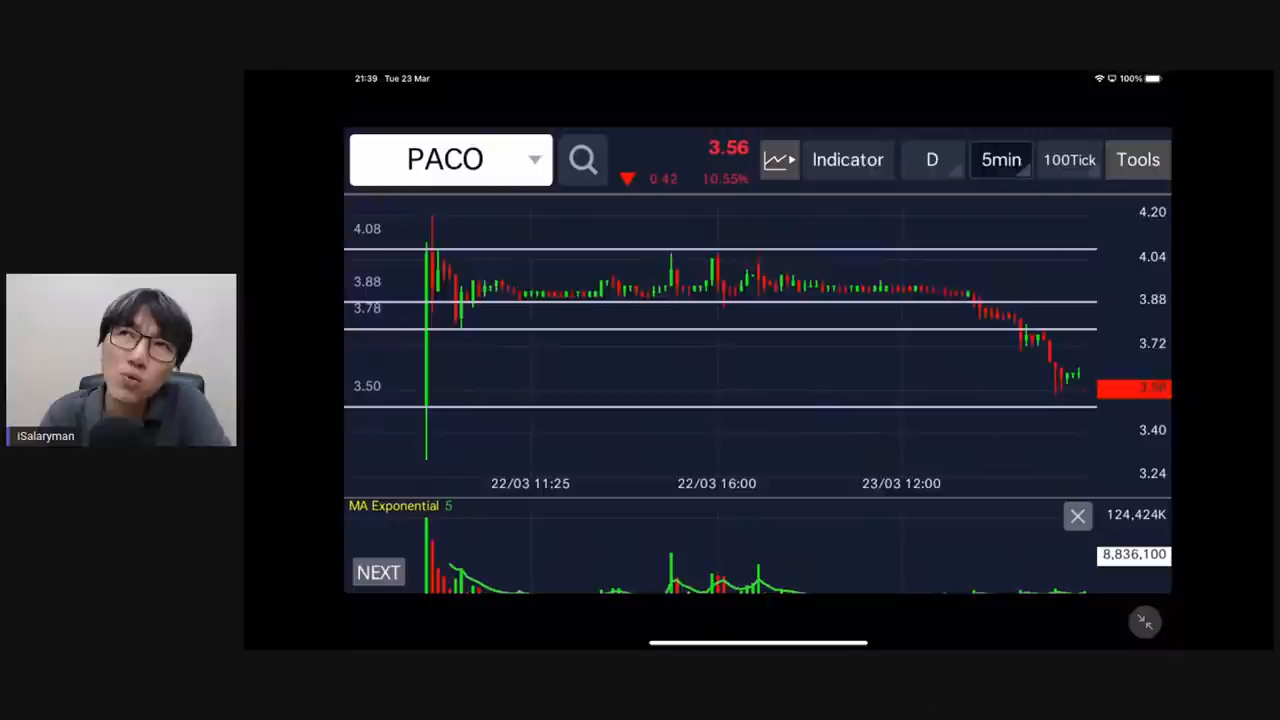 21:39 Tue 23 Mar
100%
PACO
3.56
0.42 10.55%
Indicator
D
5min
100Tick
Tools
4.08
3.88
3.78
3.50
4.20
4.04
3.88
3.72
3.40
3.24
22/03 11:25
22/03 16:00
23/03 12:00
MA Exponential 5
124,424K
8,836,100
NEXT
iSalaryman